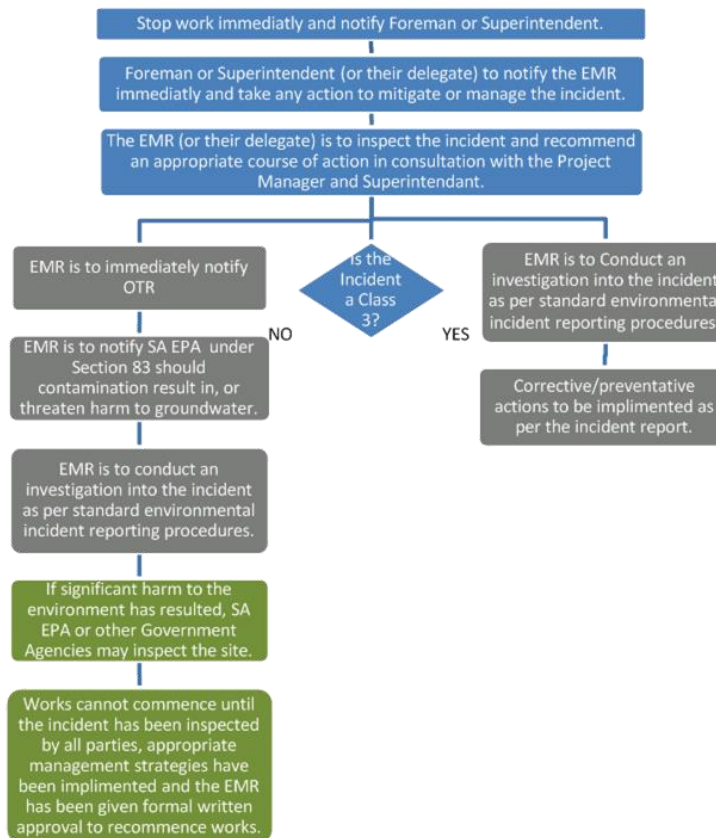 Stop work immediatly and notify Foreman or Superintendent.
Foreman or Superintendent (or their delegate) to notify the EMR
immediatly and take any action to mitigate or manage the incident.
The EMR (or their delegate) is to inspect the incident and recommend
an appropriate course of action in consultation with the Project
Manager and Superintendant.
EMR is to immediately notify
OTR
EMR is to notify SA EPA under
Section 83 should
contamination result in, or
threaten harm to groundwater.
EMR is to conduct an
investigation into the incident
as per standard environmental
incident reporting procedures.
If significant harm to the
environment has resulted, SA
EPA or other Government
Agencies may inspect the site.
Works cannot commence until
the incident has been inspected
by all parties, appropriate
management strategies have
been implimented and the EMR
has been given formal written
approval to recommence works.
Is the
Incident
a Class
3?
NO
YES
EMR is to Conduct an
investigation into the incident
as per standard environmental
incident reporting procedures
Corrective/preventative
actions to be implimented as
per the incident report.